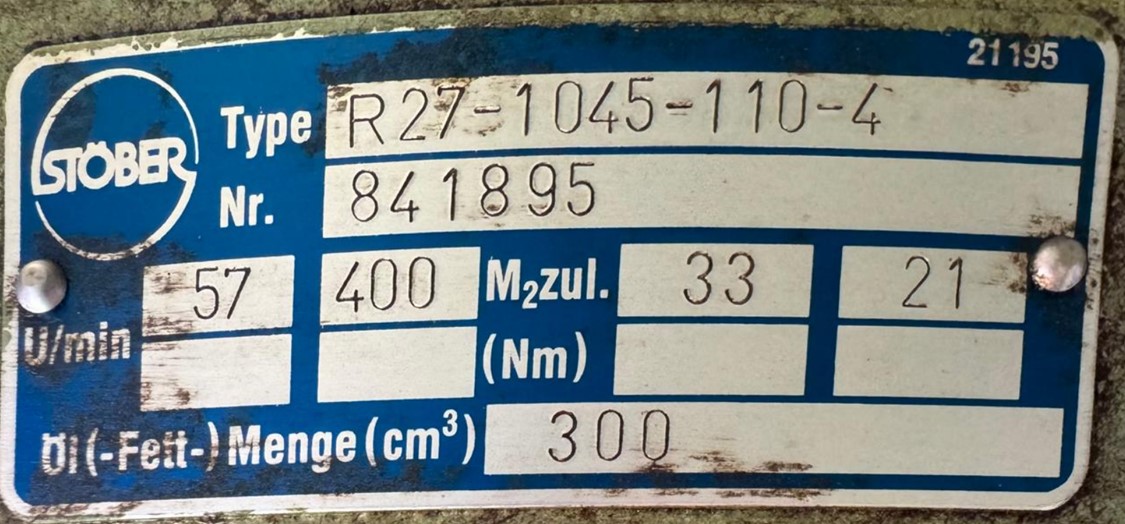 21195
STÖBER
Type R27-1045-110-4
Nr. 841895
U/min 57 400 M₂zul. (Nm) 33 21
Öl(-Fett-) Menge (cm³) 300